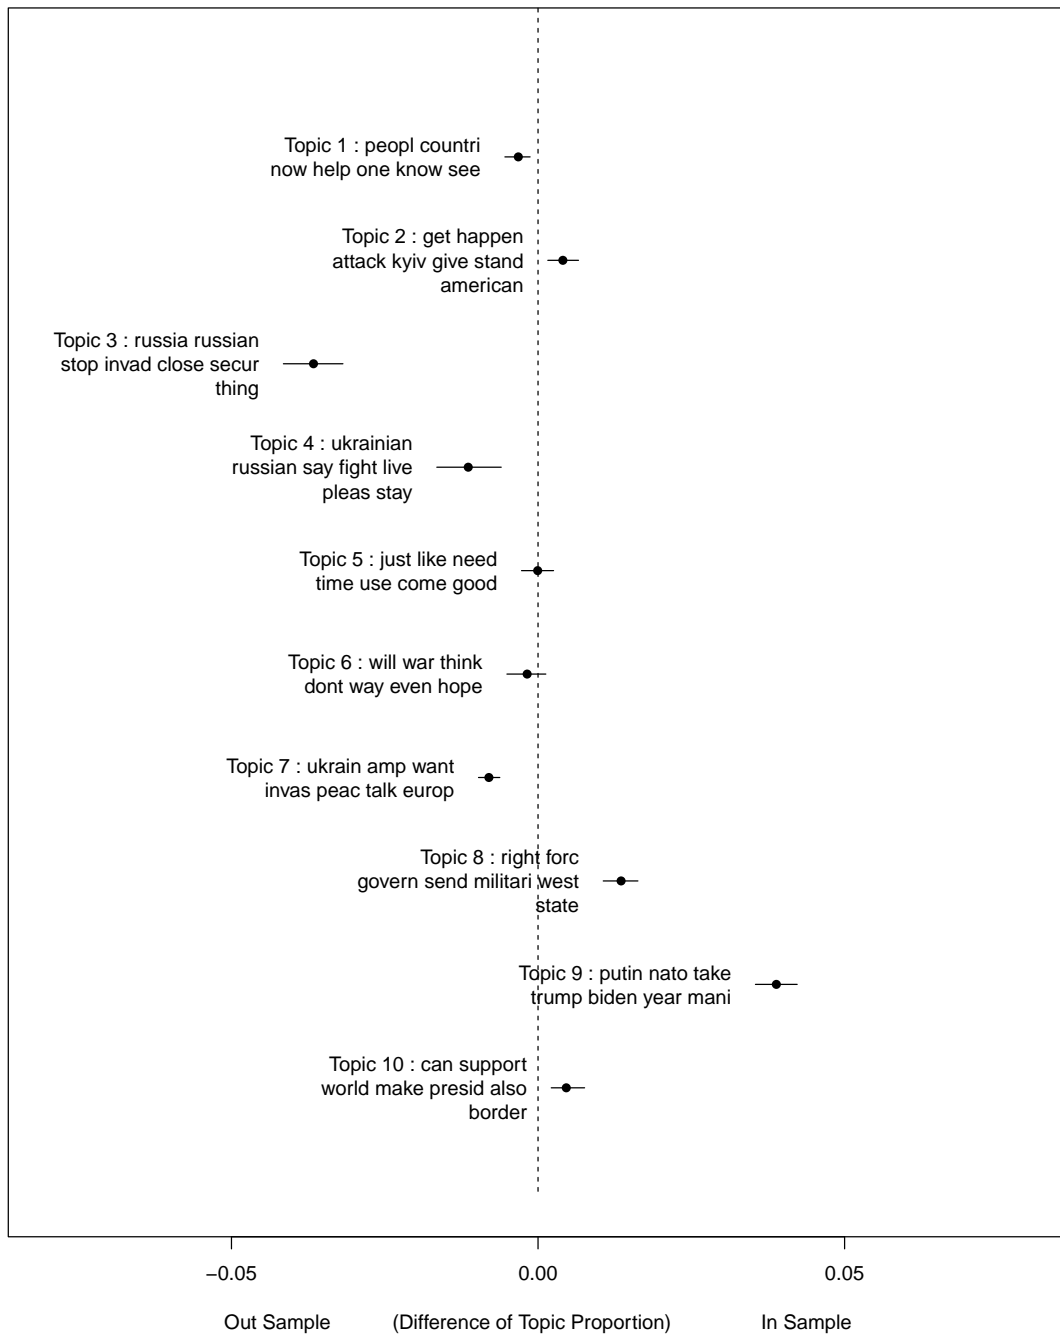 Topic 1 : peopl countri
now help one know see
Topic 2 : get happen
attack kyiv give stand
american
Topic 3 : russia russian
stop invad close secur
thing
Topic 4 : ukrainian
russian say fight live
pleas stay
Topic 5 : just like need
time use come good
Topic 6 : will war think
dont way even hope
Topic 7 : ukrain amp want
invas peac talk europ
Topic 8 : right forc
govern send militari west
state
Topic 9 : putin nato take
trump biden year mani
Topic 10 : can support
world make presid also
border
−0.05 0.00 0.05
Out Sample (Difference of Topic Proportion) In Sample